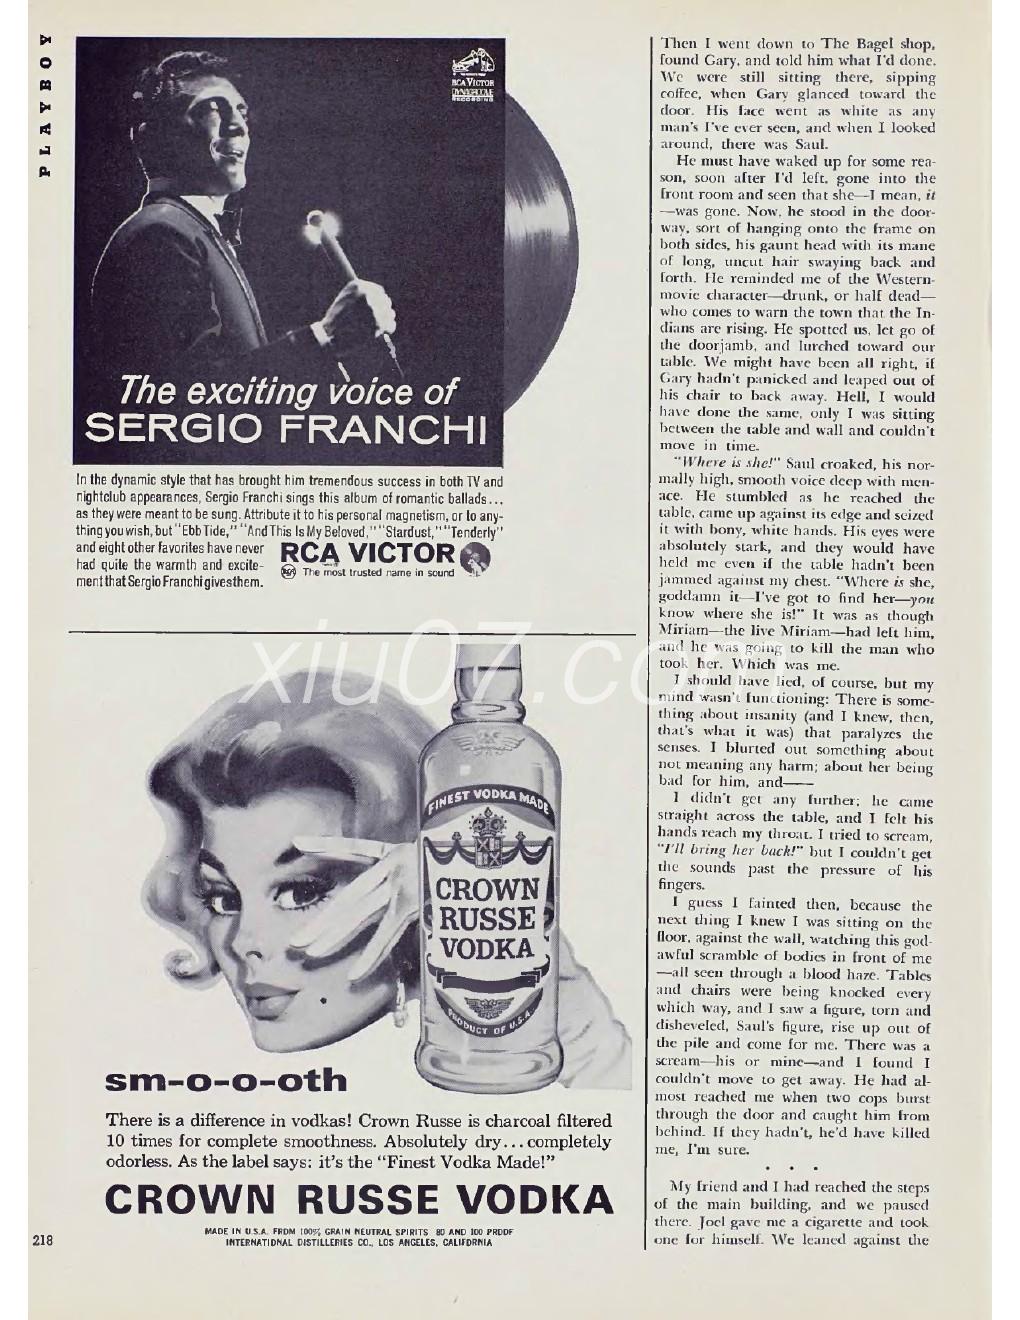 PLAYBOY
RCA VICTOR
DYNAGROOVE
RECORDING
The exciting voice of
SERGIO FRANCHI
In the dynamic style that has brought him tremendous success in both TV and
nightclub appearances, Sergio Franchi sings this album of romantic ballads...
as they were meant to be sung. Attribute it to his personal magnetism, or to any-
thing you wish, but "Ebb Tide," "And This Is My Beloved," "Stardust," "Tenderly"
and eight other favorites have never
had quite the warmth and excite-
ment that Sergio Franchi gives them.
RCA VICTOR
The most trusted name in sound
FINEST VODKA MADE
CROWN
RUSSE
VODKA
PRODUCT OF U.S.A.
sm-o-o-oth
There is a difference in vodkas! Crown Russe is charcoal filtered
10 times for complete smoothness. Absolutely dry...completely
odorless. As the label says: it's the "Finest Vodka Made!"
CROWN RUSSE VODKA
MADE IN U.S.A. FROM 100% GRAIN NEUTRAL SPIRITS 80 AND 100 PROOF
INTERNATIONAL DISTILLERIES CO., LOS ANGELES, CALIFORNIA
218
Then I went down to The Bagel shop,
found Gary, and told him what I'd done.
We were still sitting there, sipping
coffee, when Gary glanced toward the
door. His face went as white as any
man's I've ever seen, and when I looked
around, there was Saul.
He must have waked up for some rea-
son, soon after I'd left, gone into the
front room and seen that she—I mean, it
—was gone. Now, he stood in the door-
way, sort of hanging onto the frame on
both sides, his gaunt head with its mane
of long, uncut hair swaying back and
forth. He reminded me of the Western-
movie character—drunk, or half dead—
who comes to warn the town that the In-
dians are rising. He spotted us, let go of
the doorjamb, and lurched toward our
table. We might have been all right, if
Gary hadn't panicked and leaped out of
his chair to back away. Hell, I would
have done the same, only I was sitting
between the table and wall and couldn't
move in time.
"Where is she!" Saul croaked, his nor-
mally high, smooth voice deep with men-
ace. He stumbled as he reached the
table, came up against its edge and seized
it with bony, white hands. His eyes were
absolutely stark, and they would have
held me even if the table hadn't been
jammed against my chest. "Where is she,
goddamn it—I've got to find her—you
know where she is!" It was as though
Miriam—the live Miriam—had left him,
and he was going to kill the man who
took her. Which was me.
I should have lied, of course, but my
mind wasn't functioning: There is some-
thing about insanity (and I knew, then,
that's what it was) that paralyzes the
senses. I blurted out something about
not meaning any harm; about her being
bad for him, and——
I didn't get any further; he came
straight across the table, and I felt his
hands reach my throat. I tried to scream,
"I'll bring her back!" but I couldn't get
the sounds past the pressure of his
fingers.
I guess I fainted then, because the
next thing I knew I was sitting on the
floor, against the wall, watching this god-
awful scramble of bodies in front of me
—all seen through a blood haze. Tables
and chairs were being knocked every
which way, and I saw a figure, torn and
disheveled, Saul's figure, rise up out of
the pile and come for me. There was a
scream—his or mine—and I found I
couldn't move to get away. He had al-
most reached me when two cops burst
through the door and caught him from
behind. If they hadn't, he'd have killed
me, I'm sure.
• • •
My friend and I had reached the steps
of the main building, and we paused
there. Joel gave me a cigarette and took
one for himself. We leaned against the
xiu07.com